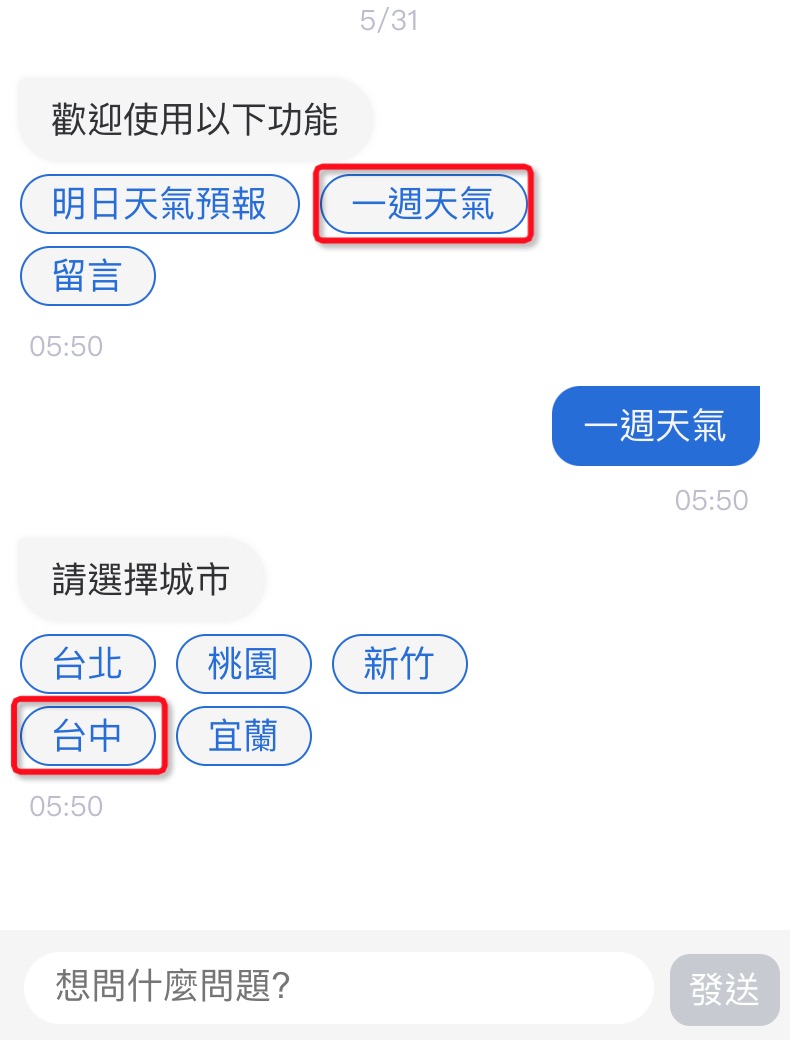 5/31
歡迎使用以下功能
明日天氣預報 一週天氣
留言
05:50
一週天氣
05:50
請選擇城市
台北 桃園 新竹
台中 宜蘭
05:50
想問什麼問題? 發送